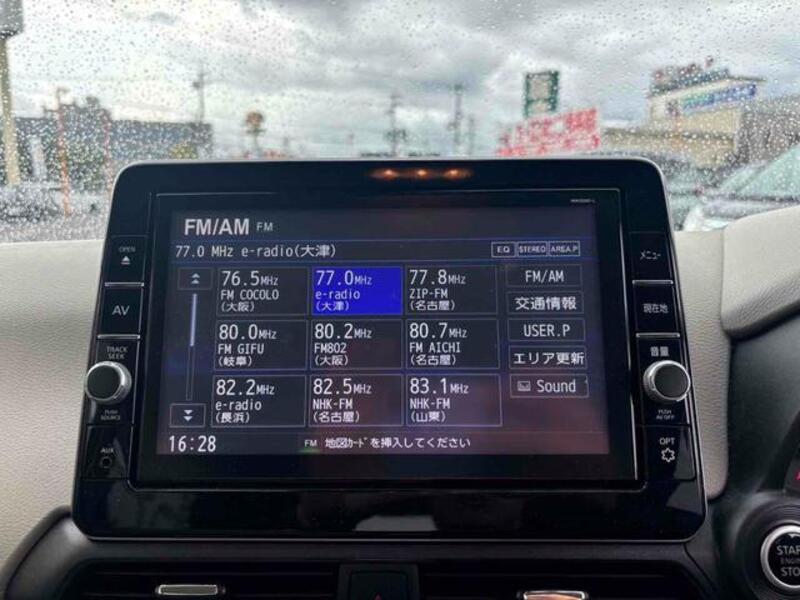 FM/AM FM
77.0 MHz e-radio(大津)
EQ STEREO AREA.P
76.5MHz
FM COCOLO
(大阪)
77.0MHz
e-radio
(大津)
77.8MHz
ZIP-FM
(名古屋)
FM/AM
交通情報
80.0MHz
FM GIFU
(岐阜)
80.2MHz
FM802
(大阪)
80.7MHz
FM AICHI
(名古屋)
USER.P
エリア更新
82.2MHz
e-radio
(長浜)
82.5MHz
NHK-FM
(名古屋)
83.1MHz
NHK-FM
(山東)
Sound
16:28
FM 地図ｶｰﾄﾞを挿入してください
OPEN
AV
TRACK
SEEK
PUSH
SOURCE
AUX
メニュー
現在地
音量
PUSH
AV OFF
OPT
START
ENGINE
STOP